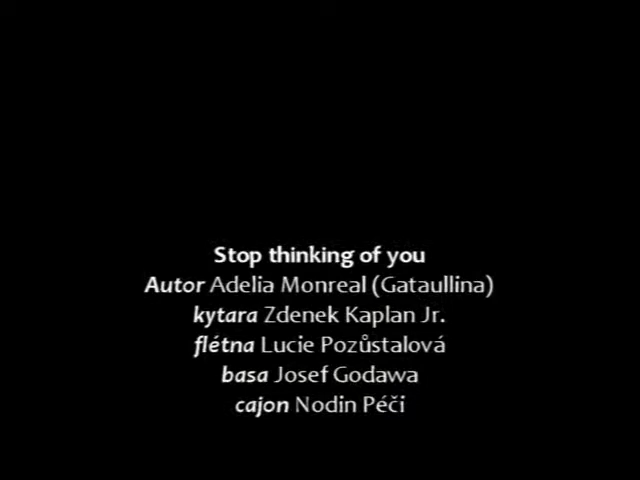 Stop thinking of you
Autor Adelia Monreal (Gataullina)
kytara Zdenek Kaplan Jr.
flétna Lucie Pozůstalová
basa Josef Godawa
cajon Nodin Péči